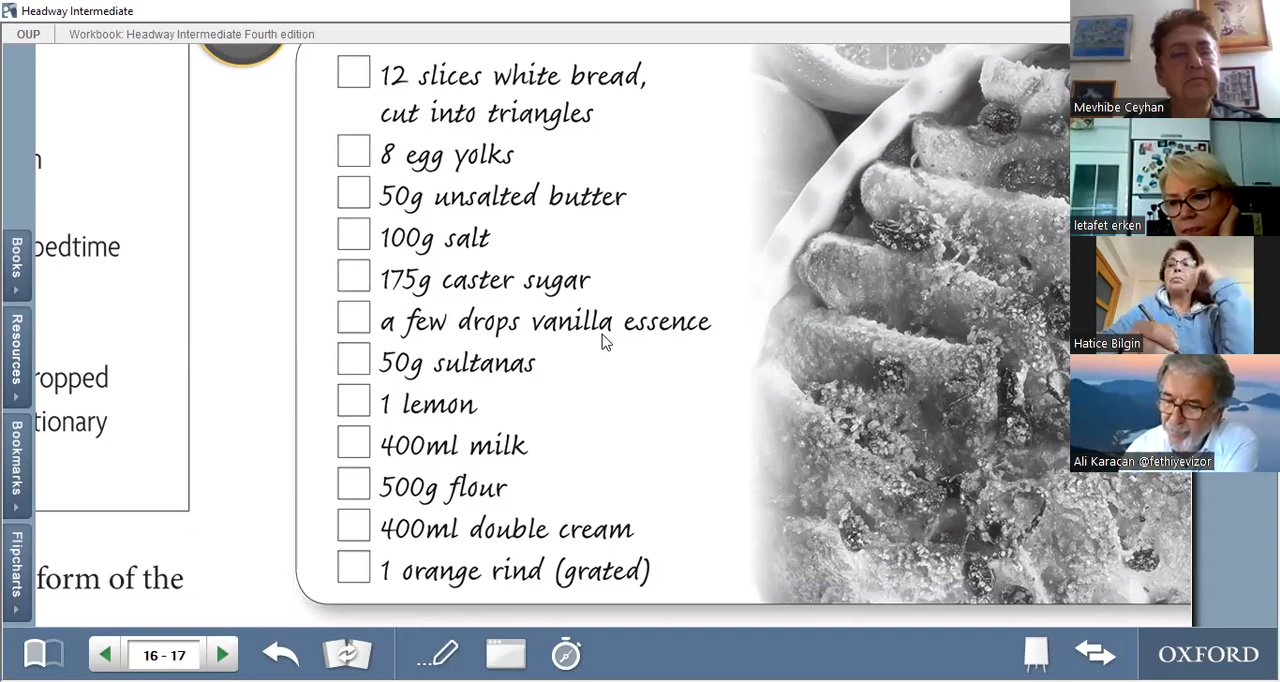 Headway Intermediate
OUP
Workbook: Headway Intermediate Fourth edition
12 slices white bread,
cut into triangles
8 egg yolks
50g unsalted butter
100g salt
175g caster sugar
a few drops vanilla essence
50g sultanas
1 lemon
400ml milk
500g flour
400ml double cream
1 orange rind (grated)
bedtime
ropped
tionary
form of the
Books
Resources
Bookmarks
Flipcharts
16 - 17
OXFORD
Mevhibe Ceyhan
letafet erken
Hatice Bilgin
Ali Karacan @fethiyevizor